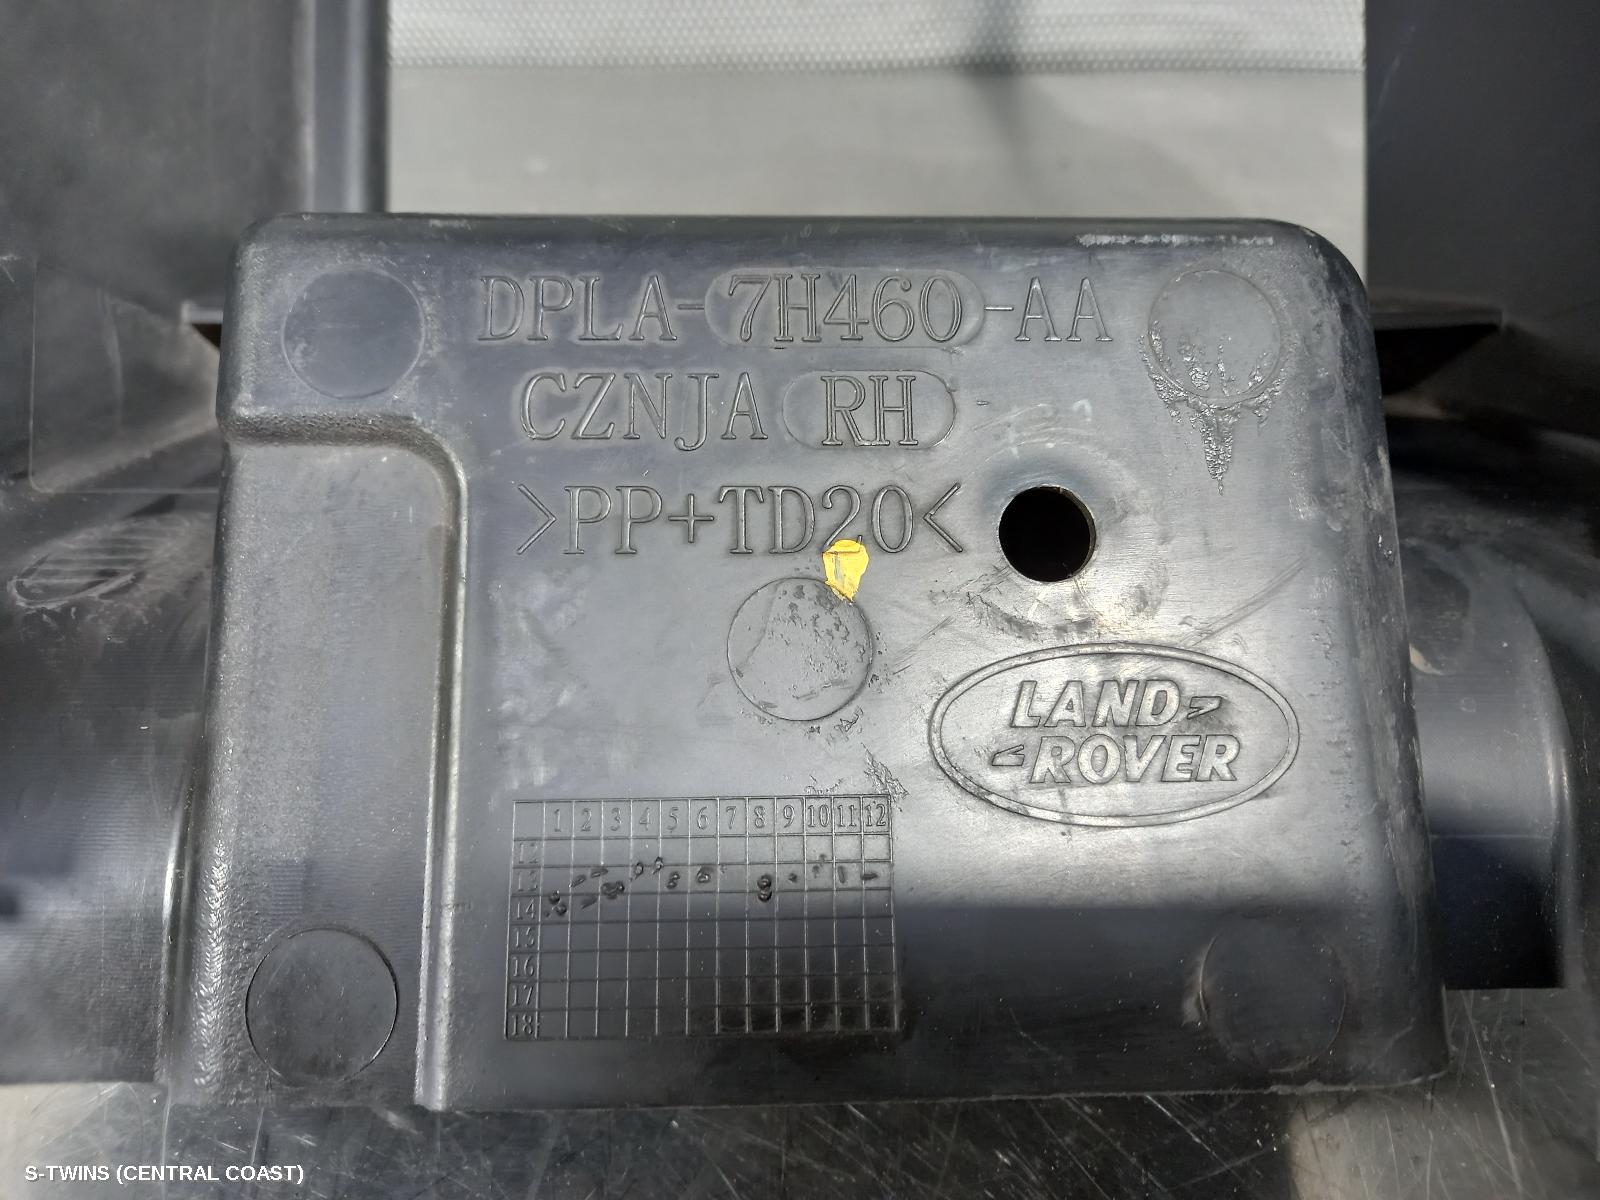 DPLA-7H460-AA
CZNJA RH
>PP+TD20<
LAND
ROVER
1 2 3 4 5 6 7 8 9 10 11 12
12
13
14
15
16
17
18
S-TWINS (CENTRAL COAST)